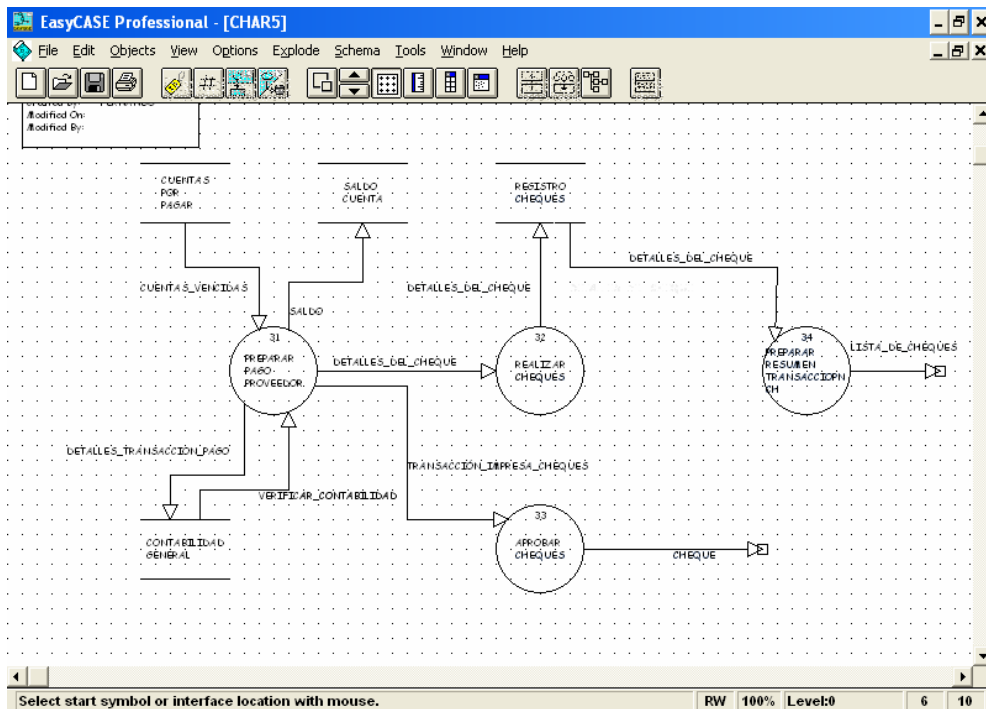 EasyCASE Professional - [CHAR5]
File Edit Objects View Options Explode Schema Tools Window Help
Modified On:
Modified By:
CUENTAS
POR
PAGAR
SALDO
CUENTA
REGISTRO
CHEQUES
DETALLES_DEL_CHEQUE
CUENTAS_VENCIDAS
DETALLES_DEL_CHEQUE
SALDO
31
PREPARAR
PAGO
PROVEEDOR.
DETALLES_DEL_CHEQUE
32
REALIZAR
CHEQUES
34
PREPARAR
RESUMEN
TRANSACCIOPN
CH
LISTA_DE_CHEQUES
DETALLES_TRANSACCION_PAGO
TRANSACCION_IMPRESA_CHEQUES
VERIFICAR_CONTABILIDAD
CONTABILIDAD
GENERAL
33
APROBAR
CHEQUES
CHEQUE
Select start symbol or interface location with mouse.
RW 100% Level:0 6 10